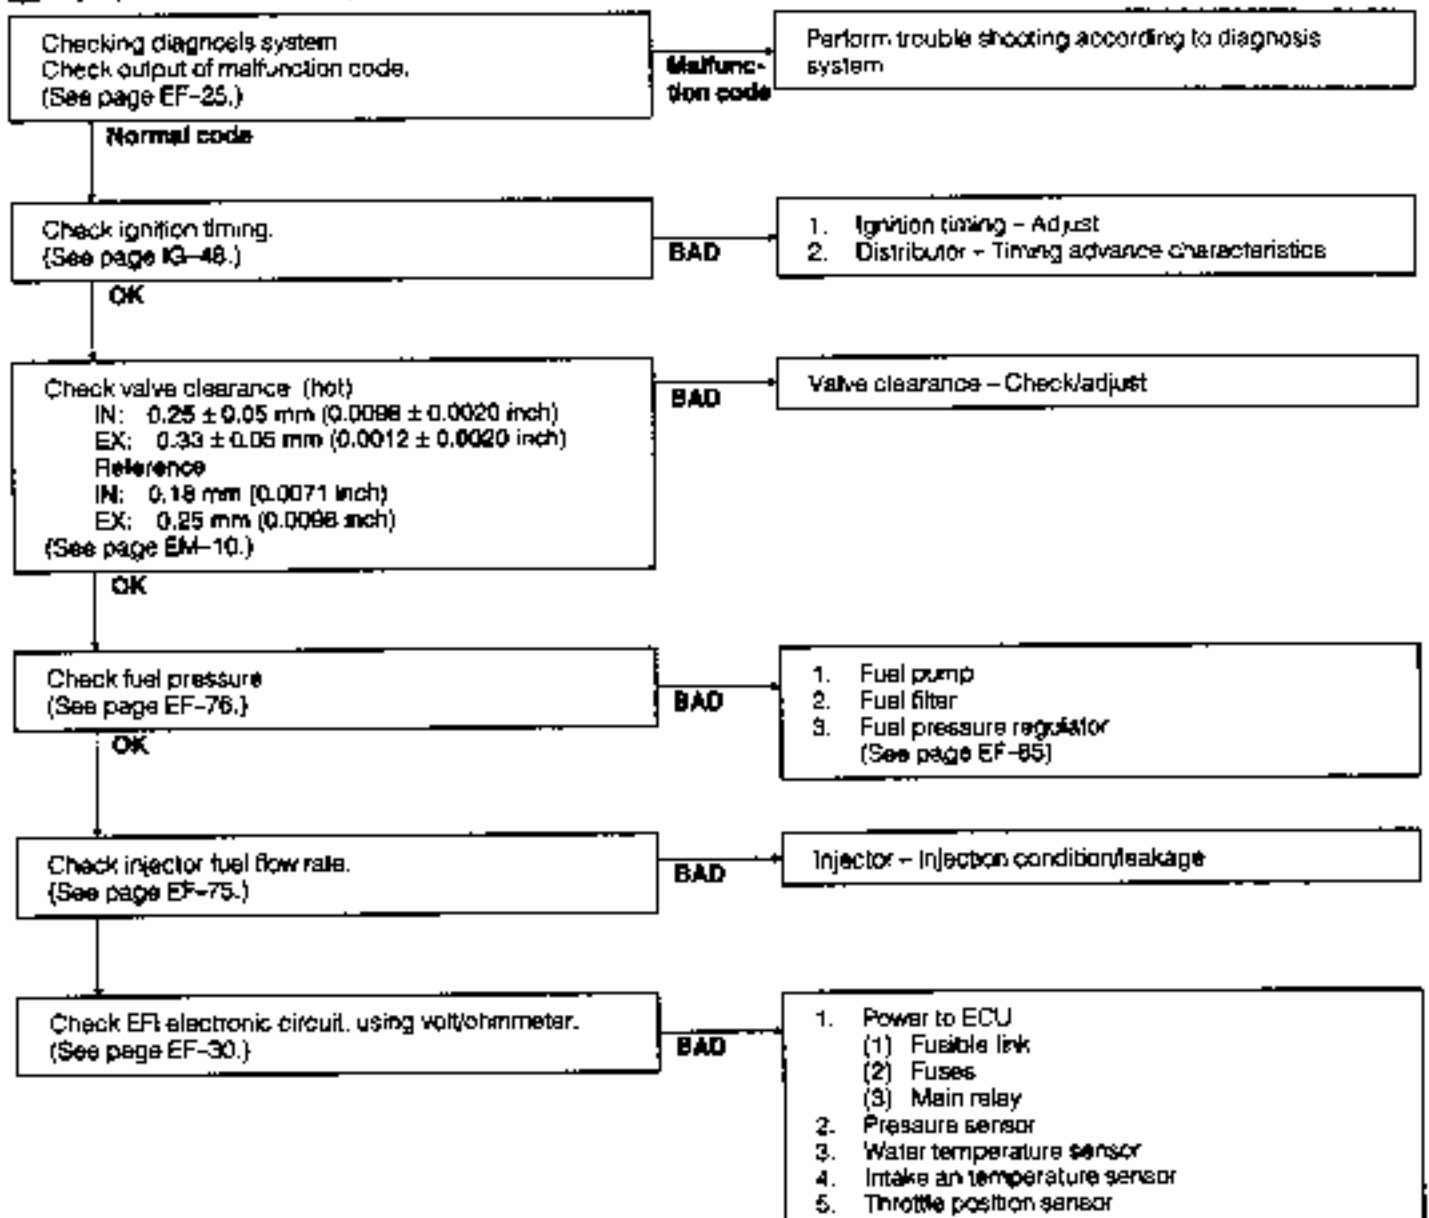 Checking diagnosis system
Check output of malfunction code.
(See page EF-25.)
Malfunc-
tion code
Perform trouble shooting according to diagnosis
system
Normal code
Check ignition timing.
(See page IG-48.)
BAD
1. Ignition timing - Adjust
2. Distributor - Timing advance characteristics
OK
Check valve clearance (hot)
IN: 0.25 ± 0.05 mm (0.0098 ± 0.0020 inch)
EX: 0.33 ± 0.05 mm (0.0012 ± 0.0020 inch)
Reference
IN: 0.18 mm (0.0071 inch)
EX: 0.25 mm (0.0098 inch)
(See page EM-10.)
BAD
Valve clearance - Check/adjust
OK
Check fuel pressure
(See page EF-76.)
BAD
1. Fuel pump
2. Fuel filter
3. Fuel pressure regulator
(See page EF-65)
OK
Check injector fuel flow rate.
(See page EF-75.)
BAD
Injector - Injection condition/leakage
Check EFI electronic circuit. using volt/ohmmeter.
(See page EF-30.)
BAD
1. Power to ECU
(1) Fusible link
(2) Fuses
(3) Main relay
2. Pressure sensor
3. Water temperature sensor
4. Intake an temperature sensor
5. Throttle position sensor